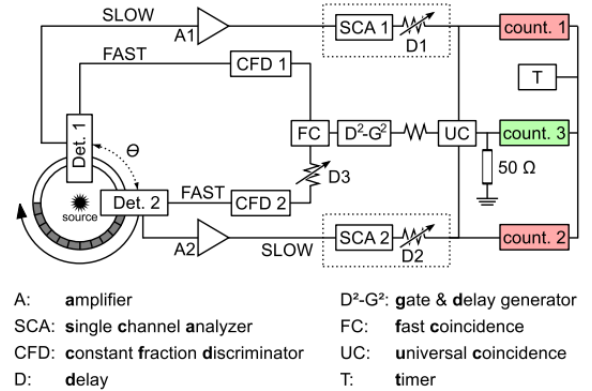 SLOW
A1
SCA 1
D1
count. 1
FAST
CFD 1
T
Det. 1
θ
FC
D²-G²
UC
count. 3
D3
50 Ω
source
Det. 2
FAST
CFD 2
A2
SLOW
SCA 2
D2
count. 2
A: amplifier
SCA: single channel analyzer
CFD: constant fraction discriminator
D: delay
D²-G²: gate & delay generator
FC: fast coincidence
UC: universal coincidence
T: timer